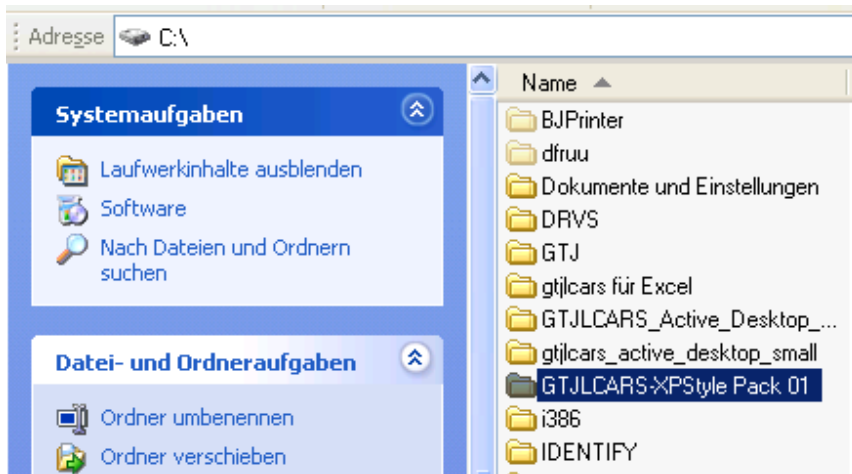 Adresse C:\
Systemaufgaben
Laufwerkinhalte ausblenden
Software
Nach Dateien und Ordnern
suchen
Datei- und Ordneraufgaben
Ordner umbenennen
Ordner verschieben
Name
BJPrinter
dfruu
Dokumente und Einstellungen
DRVS
GTJ
gtjlcars für Excel
GTJLCARS_Active_Desktop_...
gtjlcars_active_desktop_small
GTJLCARS-XPStyle Pack 01
i386
IDENTIFY